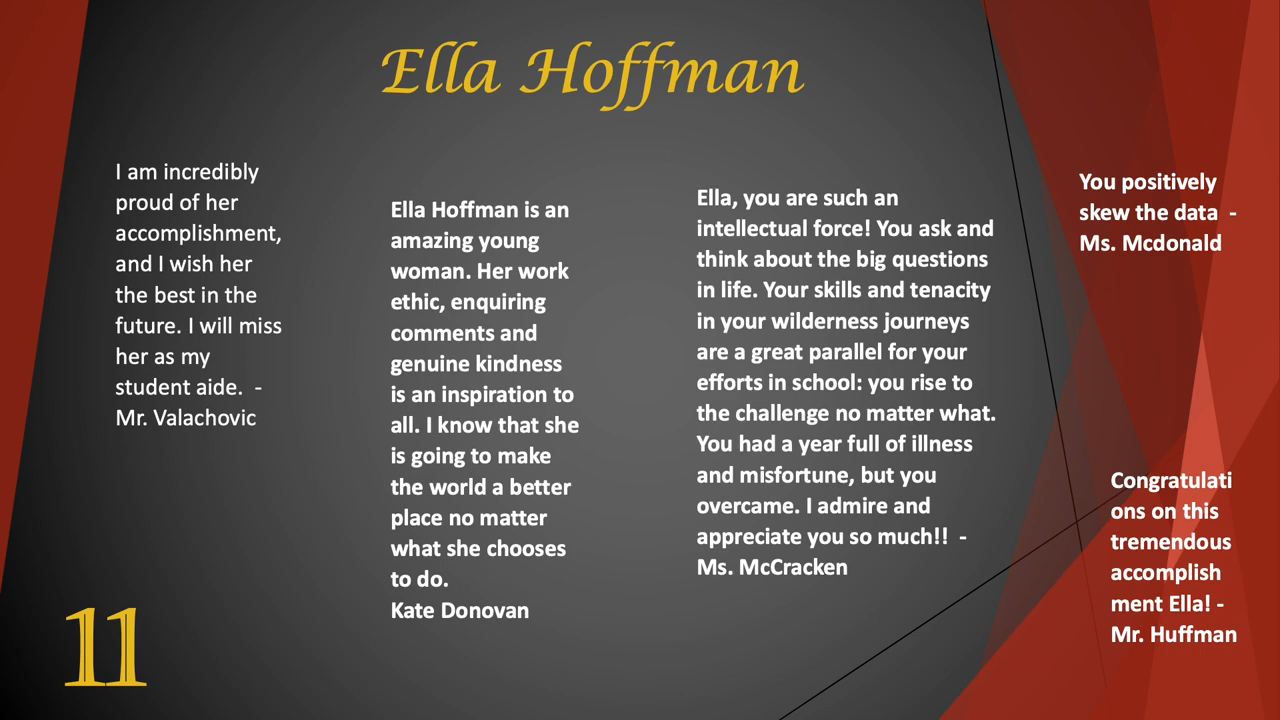 Ella Hoffman
I am incredibly
proud of her
accomplishment,
and I wish her
the best in the
future. I will miss
her as my
student aide.  -
Mr. Valachovic
Ella Hoffman is an
amazing young
woman. Her work
ethic, enquiring
comments and
genuine kindness
is an inspiration to
all. I know that she
is going to make
the world a better
place no matter
what she chooses
to do.
Kate Donovan
Ella, you are such an
intellectual force! You ask and
think about the big questions
in life. Your skills and tenacity
in your wilderness journeys
are a great parallel for your
efforts in school: you rise to
the challenge no matter what.
You had a year full of illness
and misfortune, but you
overcame. I admire and
appreciate you so much!!  -
Ms. McCracken
You positively
skew the data  -
Ms. Mcdonald
Congratulati
ons on this
tremendous
accomplish
ment Ella! -
Mr. Huffman
11